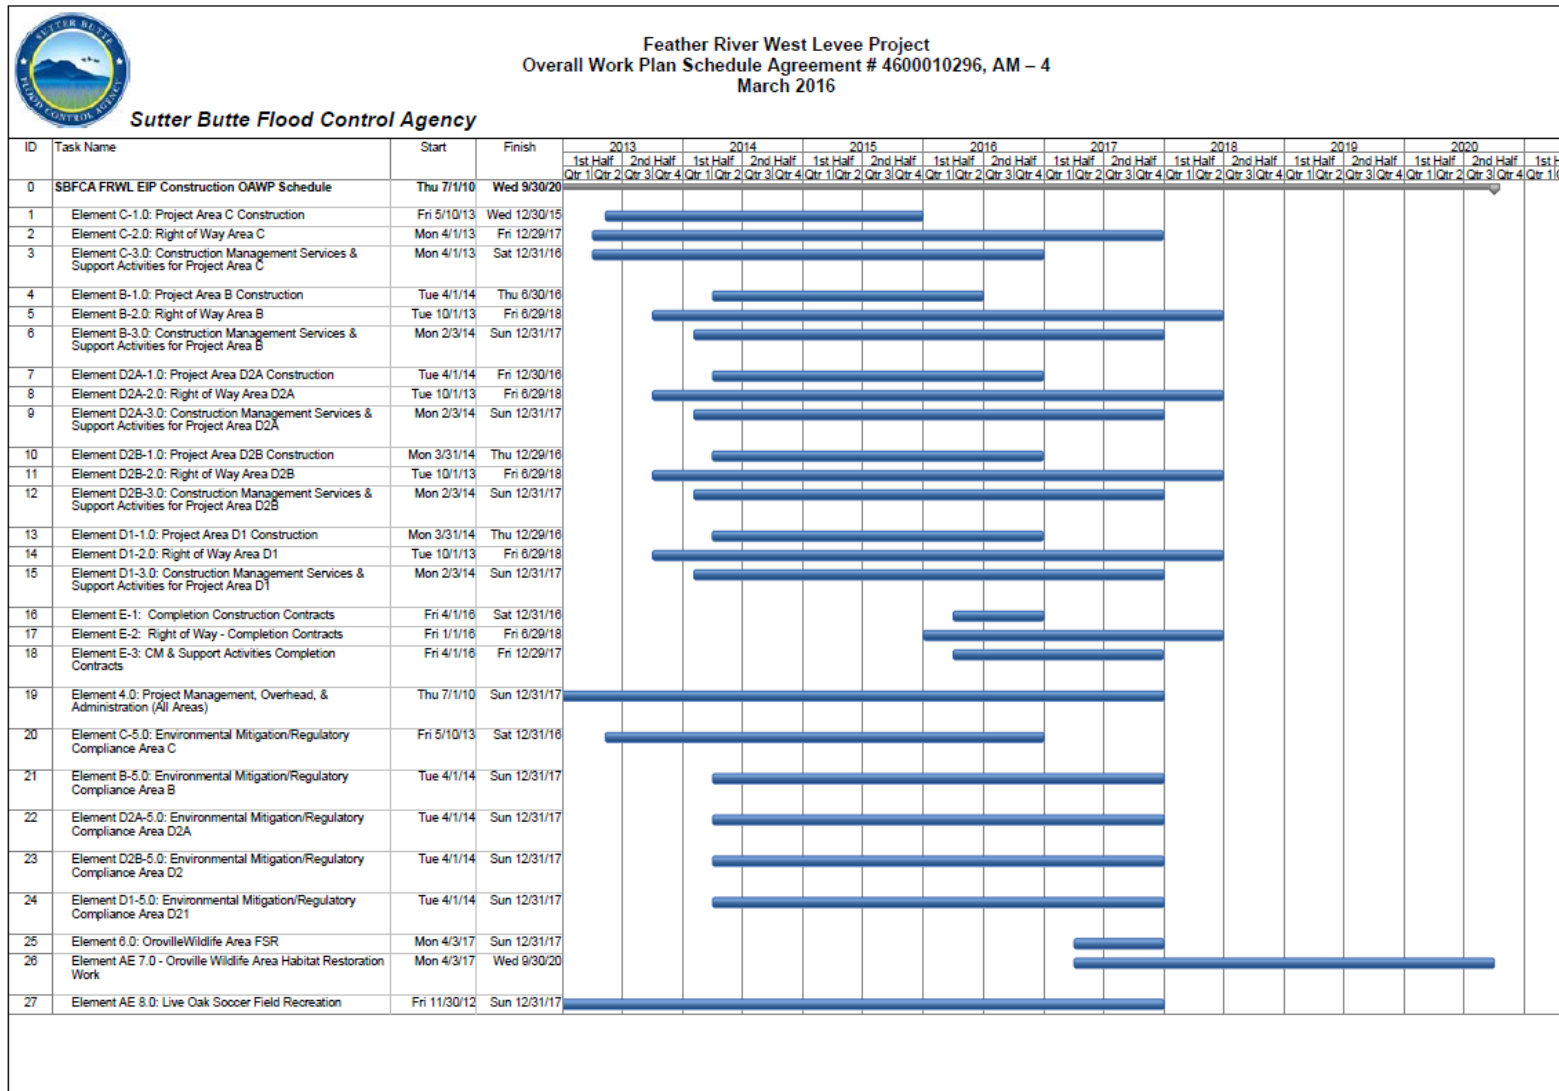 SUTTER BUTTE
FLOOD CONTROL AGENCY
Feather River West Levee Project
Overall Work Plan Schedule Agreement # 4600010296, AM – 4
March 2016
Sutter Butte Flood Control Agency
ID Task Name Start Finish 2013 2014 2015 2016 2017 2018 2019 2020
1st Half 2nd Half 1st Half 2nd Half 1st Half 2nd Half 1st Half 2nd Half 1st Half 2nd Half 1st Half 2nd Half 1st Half 2nd Half 1st Half 2nd Half 1st H
Qtr 1 Qtr 2 Qtr 3 Qtr 4 Qtr 1 Qtr 2 Qtr 3 Qtr 4 Qtr 1 Qtr 2 Qtr 3 Qtr 4 Qtr 1 Qtr 2 Qtr 3 Qtr 4 Qtr 1 Qtr 2 Qtr 3 Qtr 4 Qtr 1 Qtr 2 Qtr 3 Qtr 4 Qtr 1 Qtr 2 Qtr 3 Qtr 4 Qtr 1 Qtr 2 Qtr 3 Qtr 4 Qtr 1
0 SBFCA FRWL EIP Construction OAWP Schedule Thu 7/1/10 Wed 9/30/20
1 Element C-1.0: Project Area C Construction Fri 5/10/13 Wed 12/30/15
2 Element C-2.0: Right of Way Area C Mon 4/1/13 Fri 12/29/17
3 Element C-3.0: Construction Management Services & Mon 4/1/13 Sat 12/31/16
Support Activities for Project Area C
4 Element B-1.0: Project Area B Construction Tue 4/1/14 Thu 6/30/16
5 Element B-2.0: Right of Way Area B Tue 10/1/13 Fri 6/29/18
6 Element B-3.0: Construction Management Services & Mon 2/3/14 Sun 12/31/17
Support Activities for Project Area B
7 Element D2A-1.0: Project Area D2A Construction Tue 4/1/14 Fri 12/30/16
8 Element D2A-2.0: Right of Way Area D2A Tue 10/1/13 Fri 6/29/18
9 Element D2A-3.0: Construction Management Services & Mon 2/3/14 Sun 12/31/17
Support Activities for Project Area D2A
10 Element D2B-1.0: Project Area D2B Construction Mon 3/31/14 Thu 12/29/16
11 Element D2B-2.0: Right of Way Area D2B Tue 10/1/13 Fri 6/29/18
12 Element D2B-3.0: Construction Management Services & Mon 2/3/14 Sun 12/31/17
Support Activities for Project Area D2B
13 Element D1-1.0: Project Area D1 Construction Mon 3/31/14 Thu 12/29/16
14 Element D1-2.0: Right of Way Area D1 Tue 10/1/13 Fri 6/29/18
15 Element D1-3.0: Construction Management Services & Mon 2/3/14 Sun 12/31/17
Support Activities for Project Area D1
16 Element E-1: Completion Construction Contracts Fri 4/1/16 Sat 12/31/16
17 Element E-2: Right of Way - Completion Contracts Fri 1/1/16 Fri 6/29/18
18 Element E-3: CM & Support Activities Completion Fri 4/1/16 Fri 12/29/17
Contracts
19 Element 4.0: Project Management, Overhead, & Thu 7/1/10 Sun 12/31/17
Administration (All Areas)
20 Element C-5.0: Environmental Mitigation/Regulatory Fri 5/10/13 Sat 12/31/16
Compliance Area C
21 Element B-5.0: Environmental Mitigation/Regulatory Tue 4/1/14 Sun 12/31/17
Compliance Area B
22 Element D2A-5.0: Environmental Mitigation/Regulatory Tue 4/1/14 Sun 12/31/17
Compliance Area D2A
23 Element D2B-5.0: Environmental Mitigation/Regulatory Tue 4/1/14 Sun 12/31/17
Compliance Area D2
24 Element D1-5.0: Environmental Mitigation/Regulatory Tue 4/1/14 Sun 12/31/17
Compliance Area D21
25 Element 6.0: OrovilleWildlife Area FSR Mon 4/3/17 Sun 12/31/17
26 Element AE 7.0 - Oroville Wildlife Area Habitat Restoration Mon 4/3/17 Wed 9/30/20
Work
27 Element AE 8.0: Live Oak Soccer Field Recreation Fri 11/30/12 Sun 12/31/17